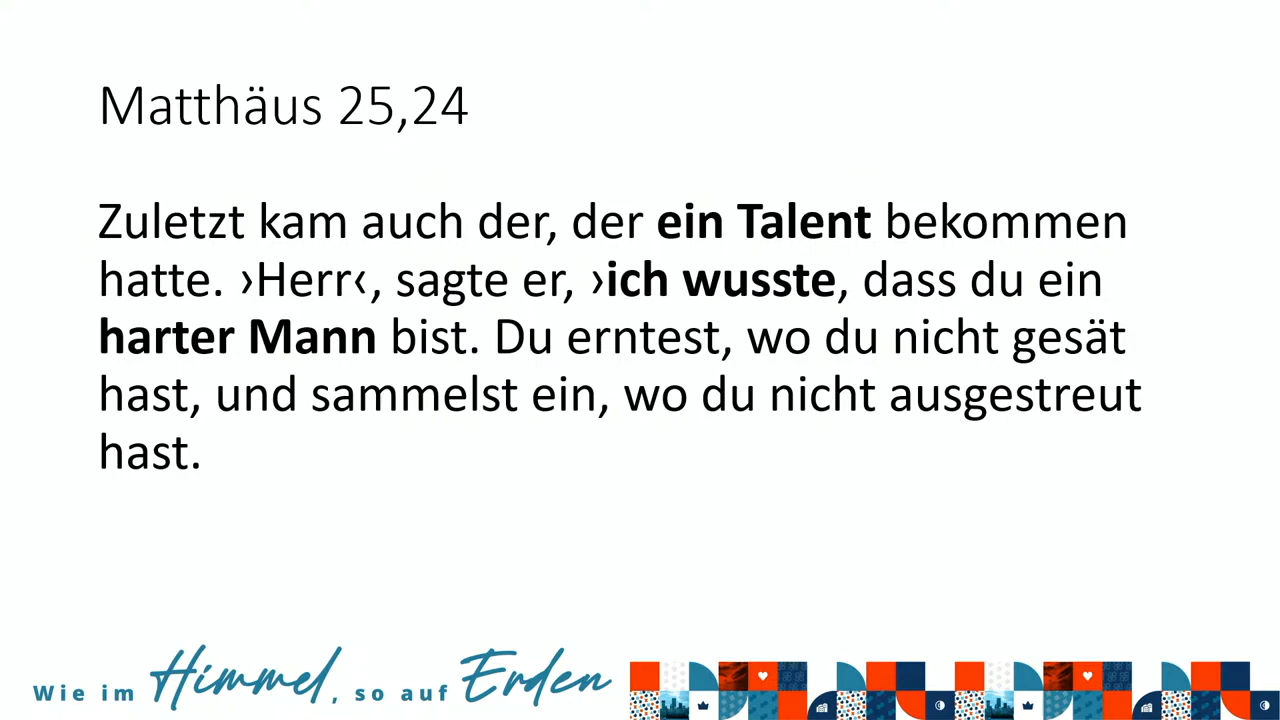 Matthäus 25,24
Zuletzt kam auch der, der ein Talent bekommen
hatte. ›Herr‹, sagte er, ›ich wusste, dass du ein
harter Mann bist. Du erntest, wo du nicht gesät
hast, und sammelst ein, wo du nicht ausgestreut
hast.
Wie im Himmel, so auf Erden